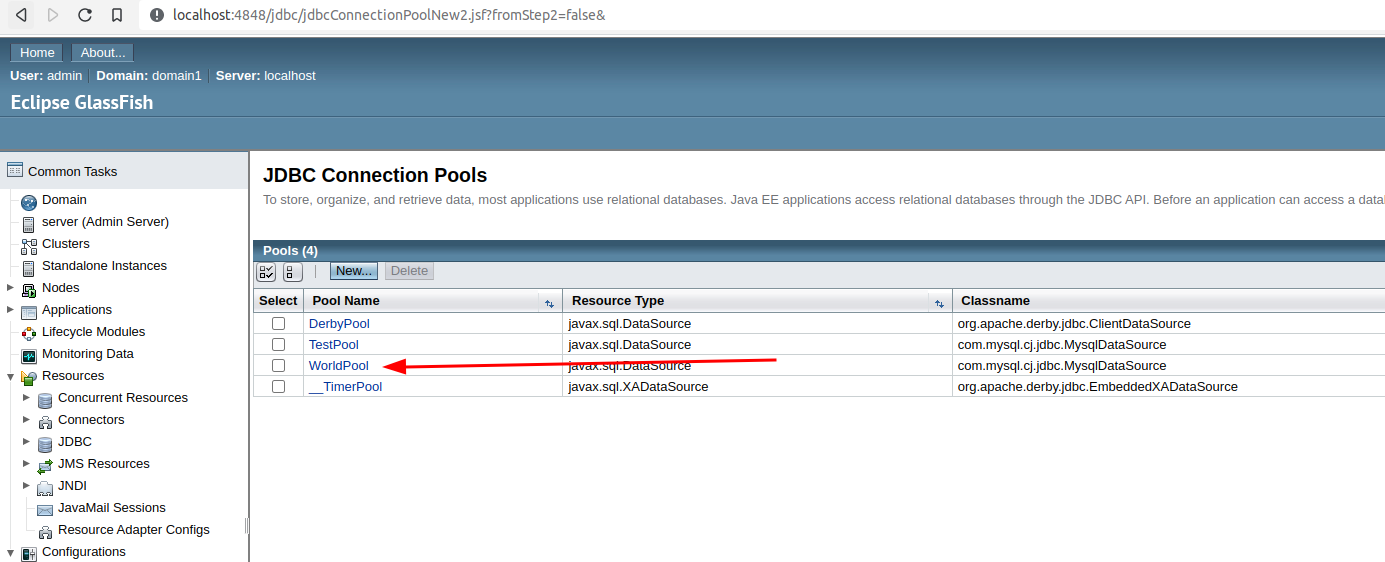 localhost:4848/jdbc/jdbcConnectionPoolNew2.jsf?fromStep2=false&
Home About...
User: admin Domain: domain1 Server: localhost
Eclipse GlassFish
Common Tasks
Domain
server (Admin Server)
Clusters
Standalone Instances
Nodes
Applications
Lifecycle Modules
Monitoring Data
Resources
Concurrent Resources
Connectors
JDBC
JMS Resources
JNDI
JavaMail Sessions
Resource Adapter Configs
Configurations
JDBC Connection Pools
To store, organize, and retrieve data, most applications use relational databases. Java EE applications access relational databases through the JDBC API. Before an application can access a
Pools (4)
New... Delete
Select Pool Name Resource Type Classname
DerbyPool javax.sql.DataSource org.apache.derby.jdbc.ClientDataSource
TestPool javax.sql.DataSource com.mysql.cj.jdbc.MysqlDataSource
WorldPool javax.sql.DataSource com.mysql.cj.jdbc.MysqlDataSource
__TimerPool javax.sql.XADataSource org.apache.derby.jdbc.EmbeddedXADataSource